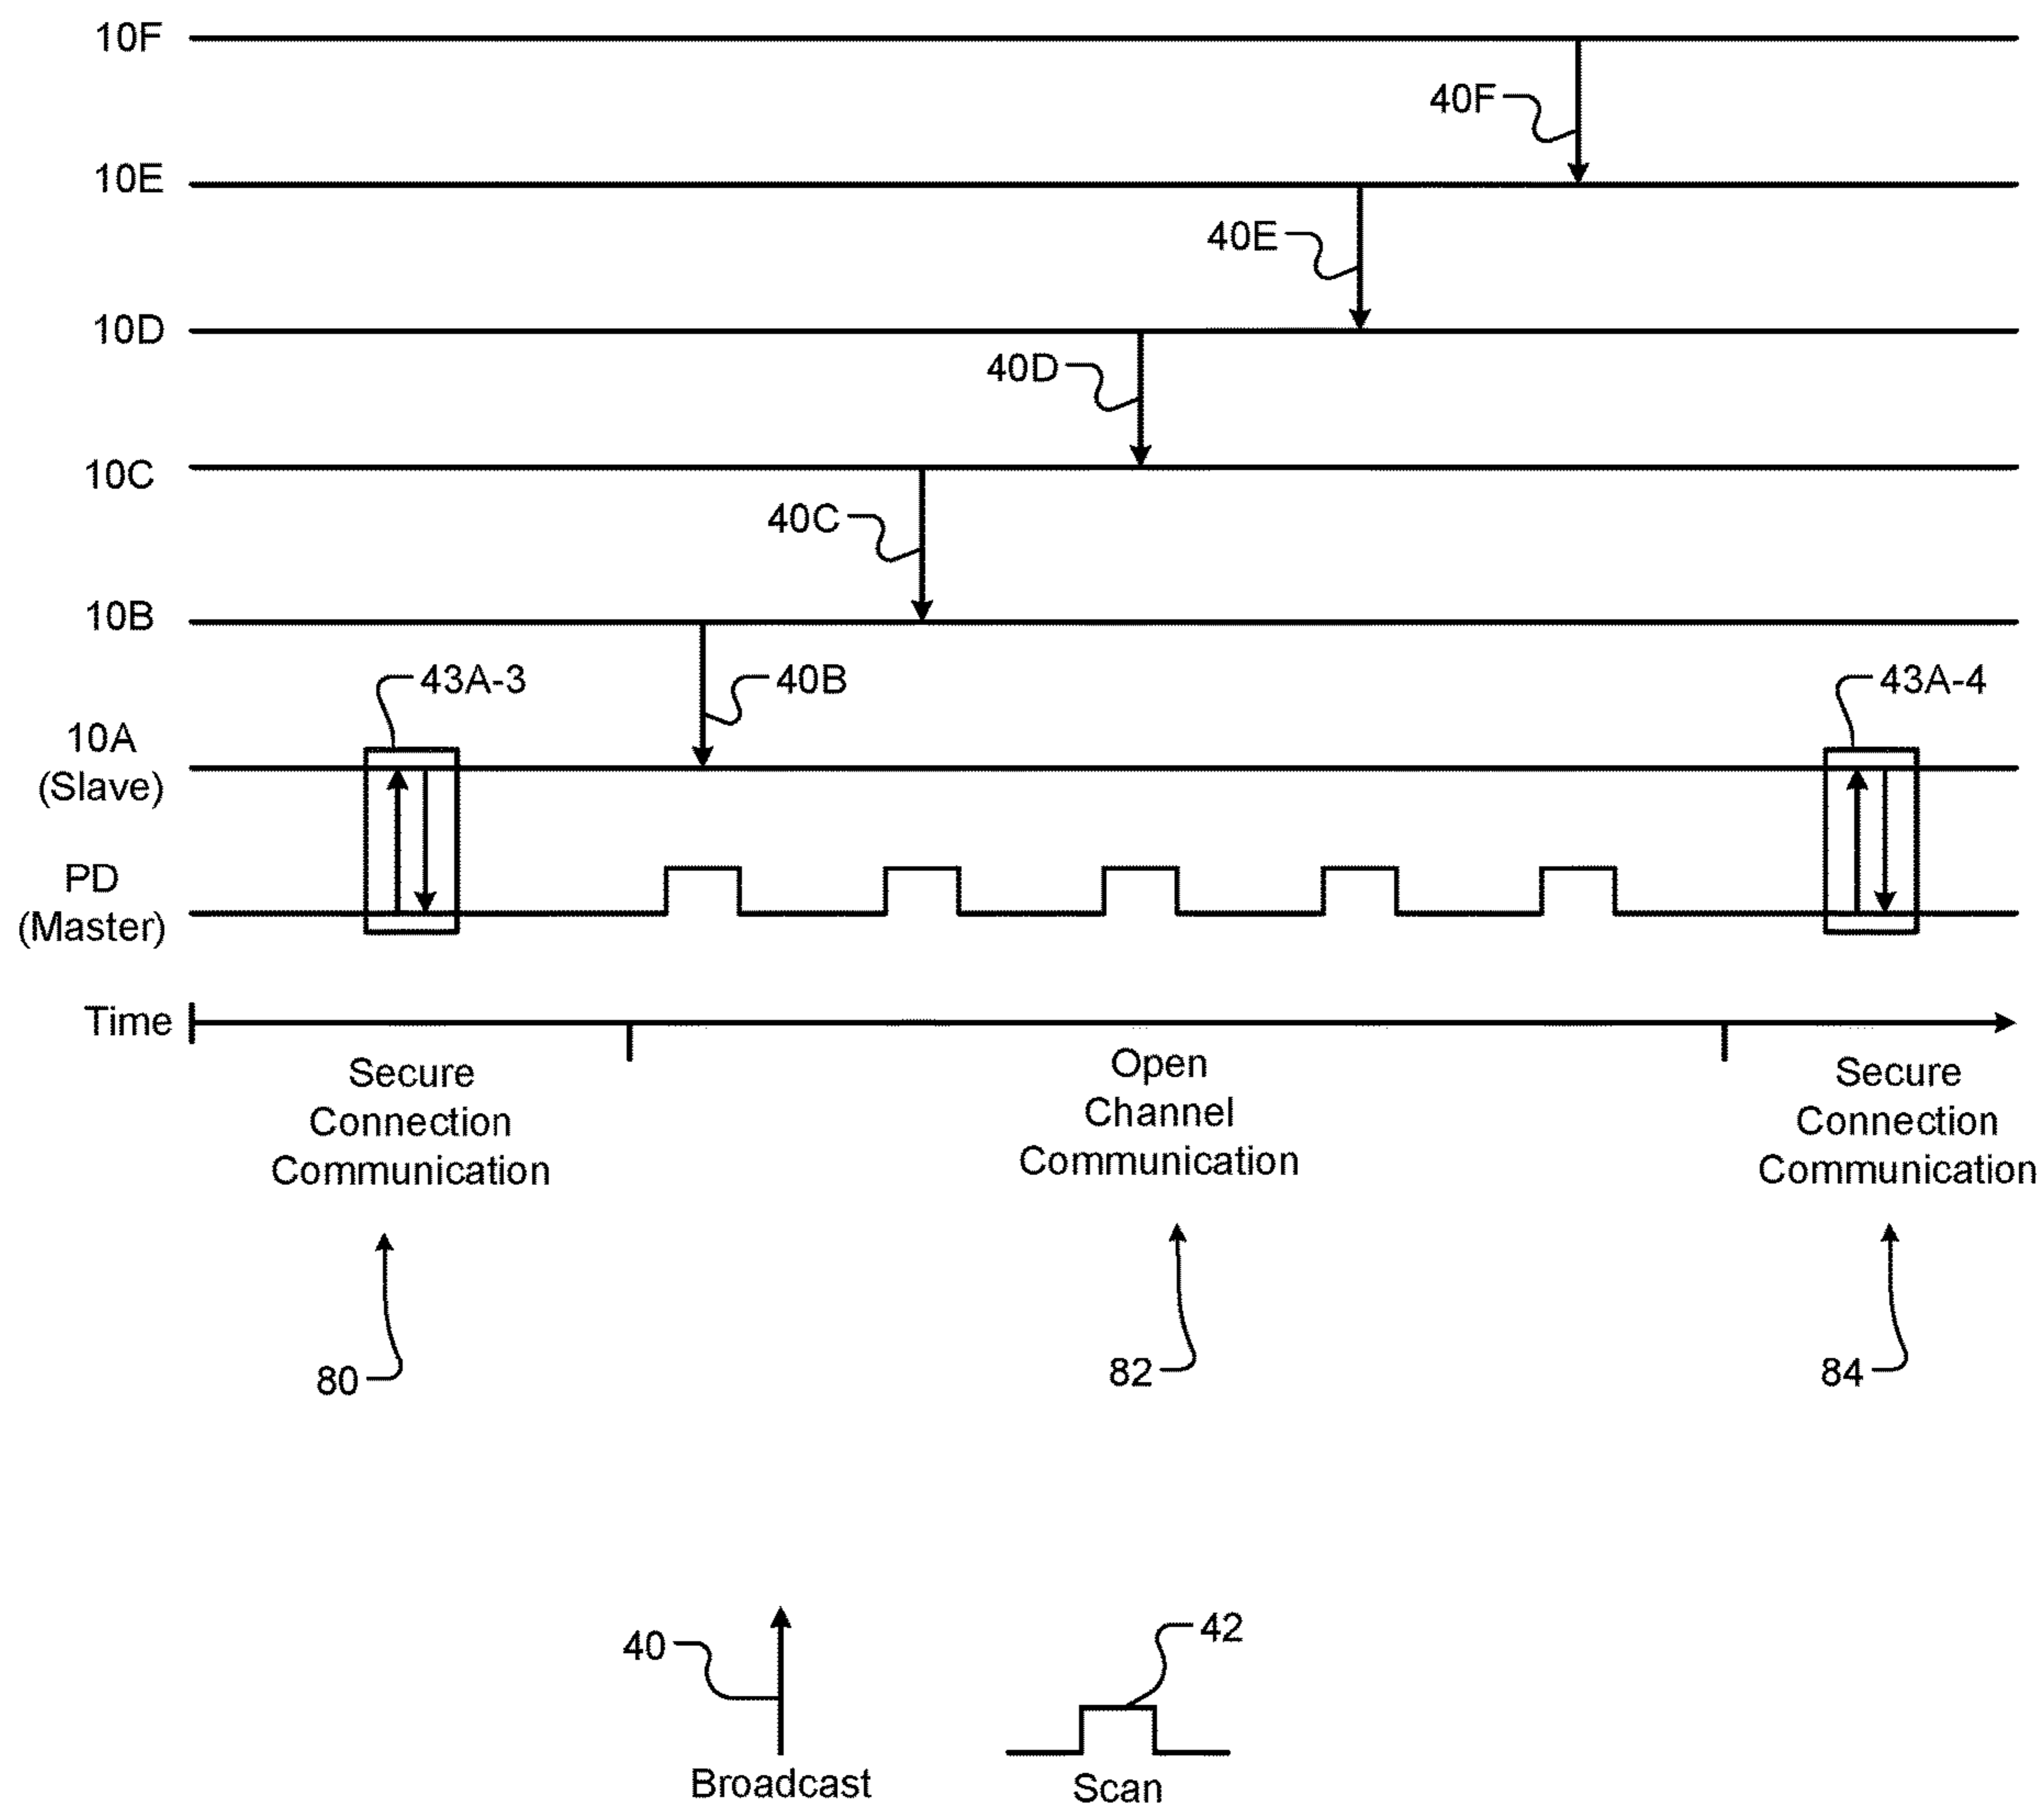 10F
40F
10E
40E
10D
40D
10C
40C
10B
43A-3
40B
43A-4
10A
(Slave)
PD
(Master)
Time
Secure
Connection
Communication
Open
Channel
Communication
Secure
Connection
Communication
80
82
84
40
42
Broadcast
Scan